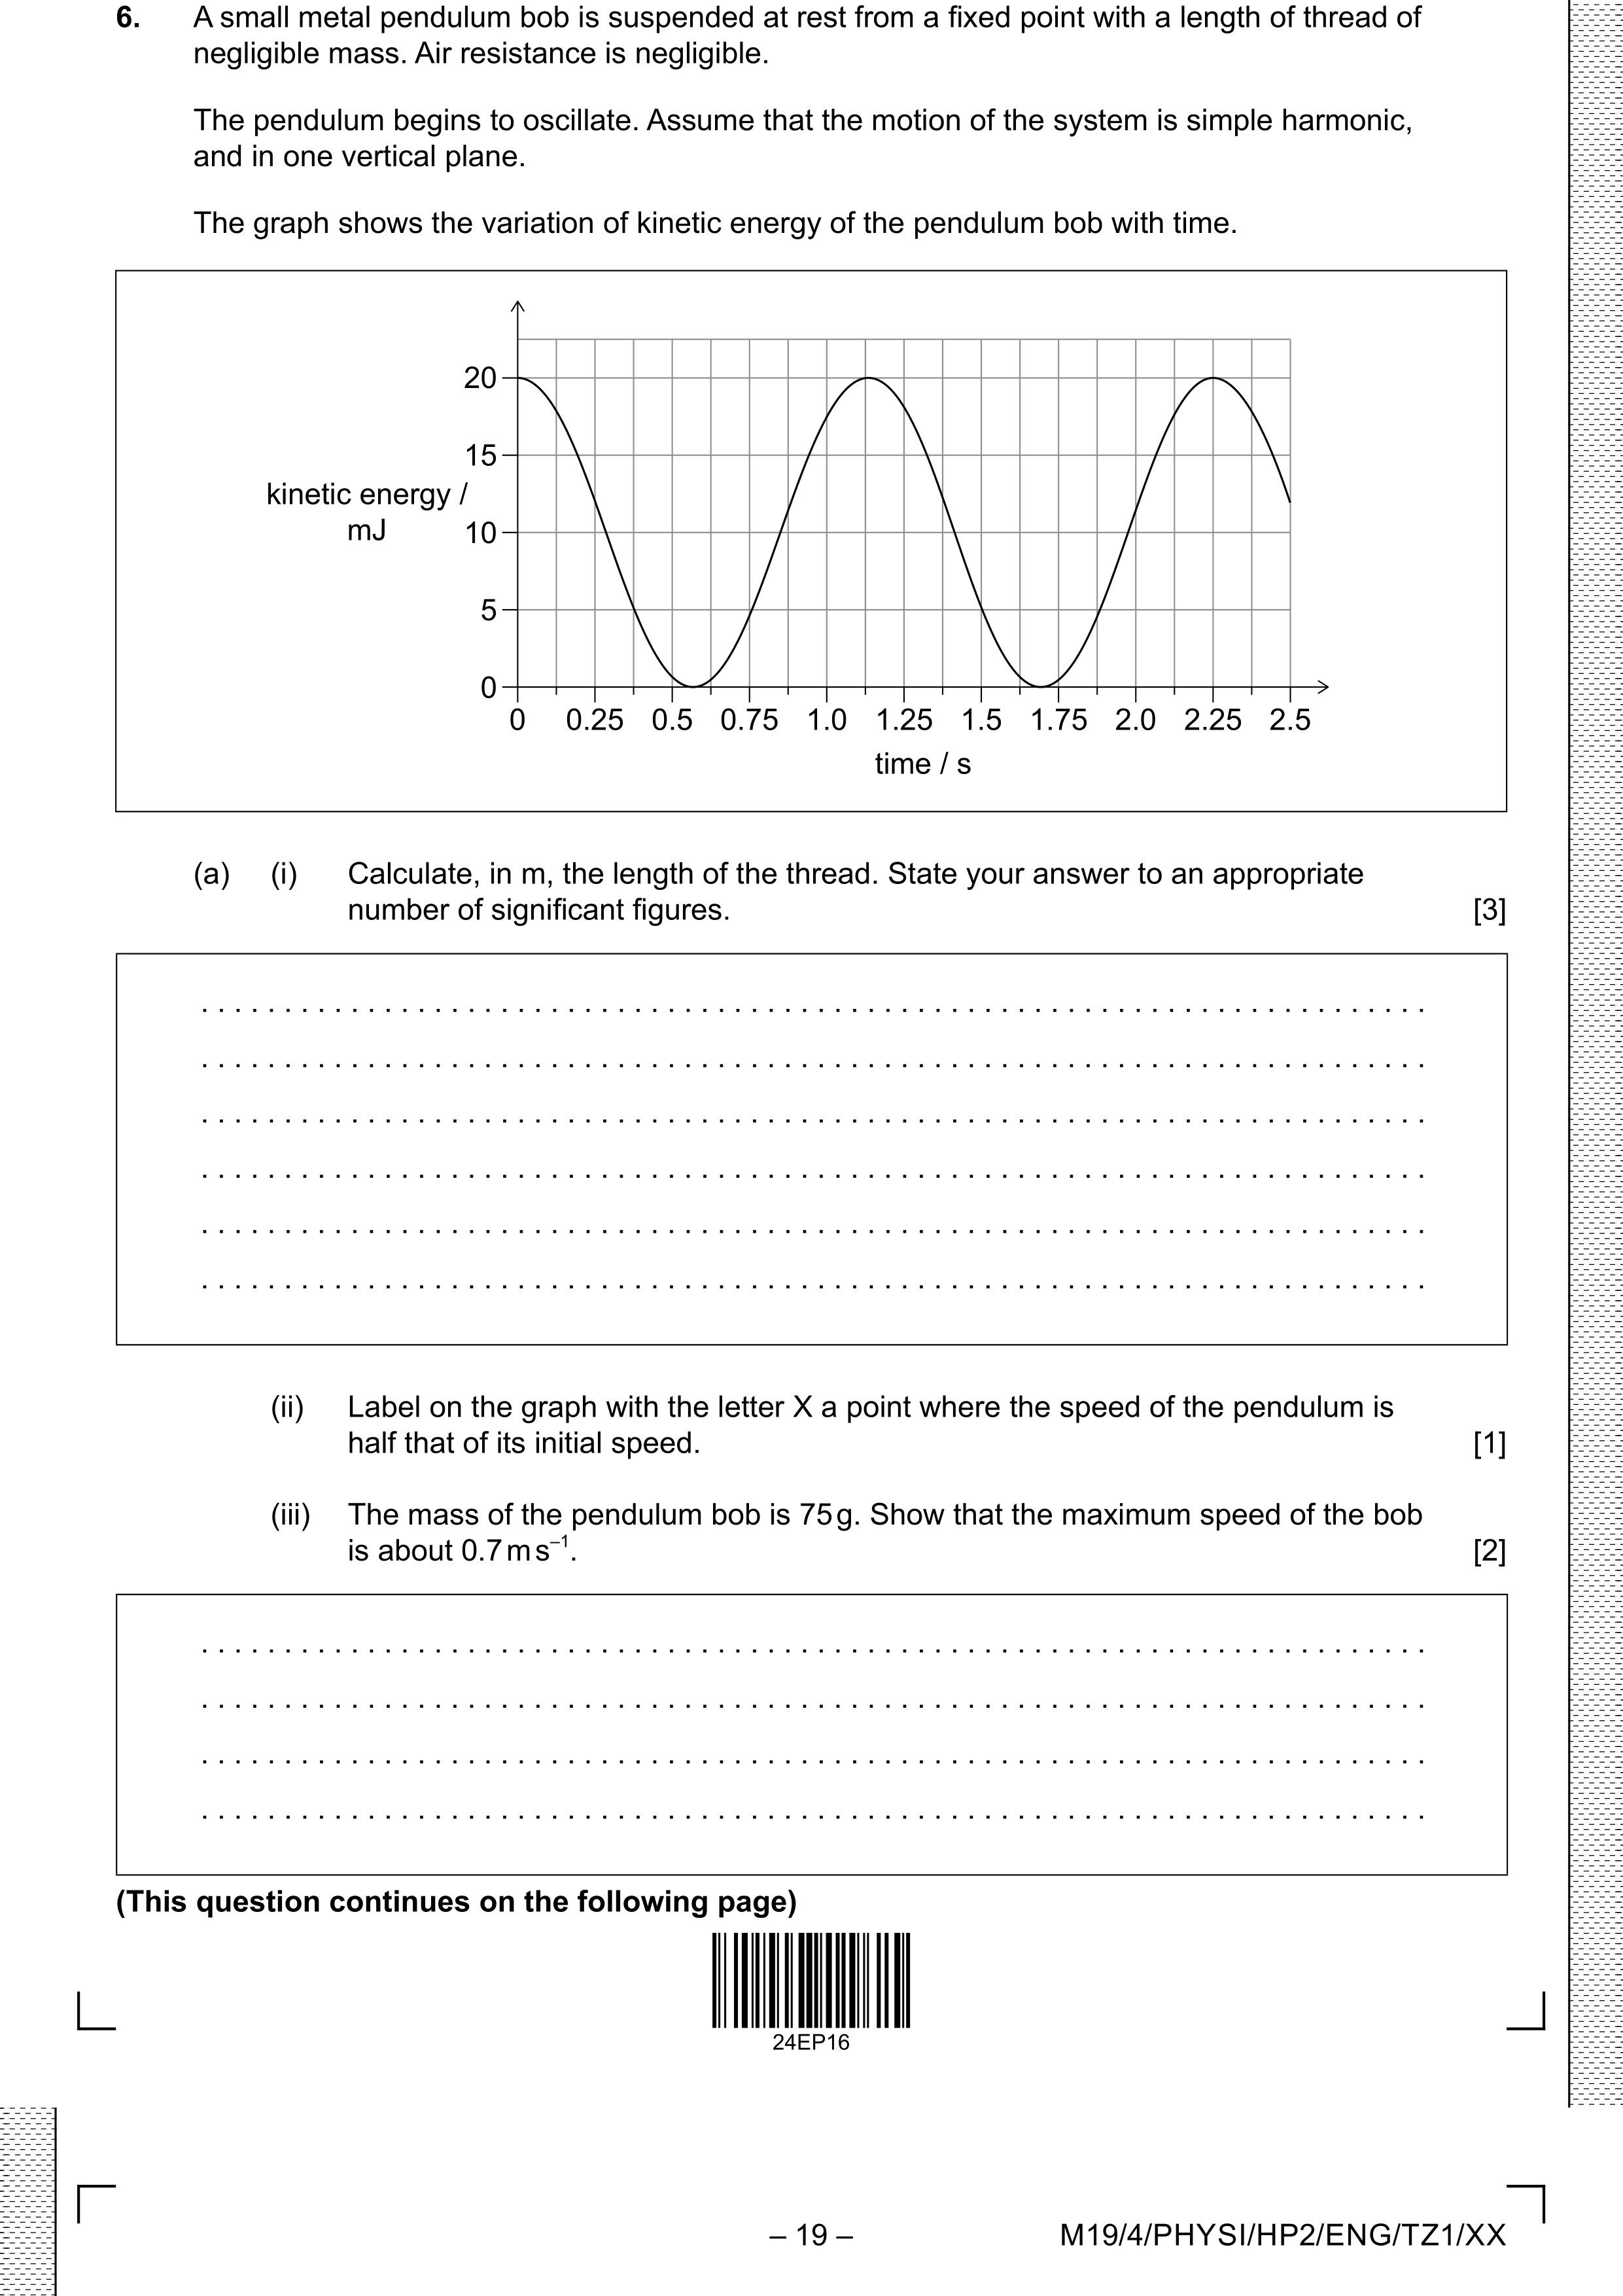 6. A small metal pendulum bob is suspended at rest from a fixed point with a length of thread of
negligible mass. Air resistance is negligible.
The pendulum begins to oscillate. Assume that the motion of the system is simple harmonic,
and in one vertical plane.
The graph shows the variation of kinetic energy of the pendulum bob with time.
20
15
kinetic energy /
mJ
10
5
0
0 0.25 0.5 0.75 1.0 1.25 1.5 1.75 2.0 2.25 2.5
time / s
(a) (i) Calculate, in m, the length of the thread. State your answer to an appropriate
number of significant figures. [3]
(ii) Label on the graph with the letter X a point where the speed of the pendulum is
half that of its initial speed. [1]
(iii) The mass of the pendulum bob is 75 g. Show that the maximum speed of the bob
is about 0.7 m s⁻¹. [2]
(This question continues on the following page)
24EP16
– 19 – M19/4/PHYSI/HP2/ENG/TZ1/XX